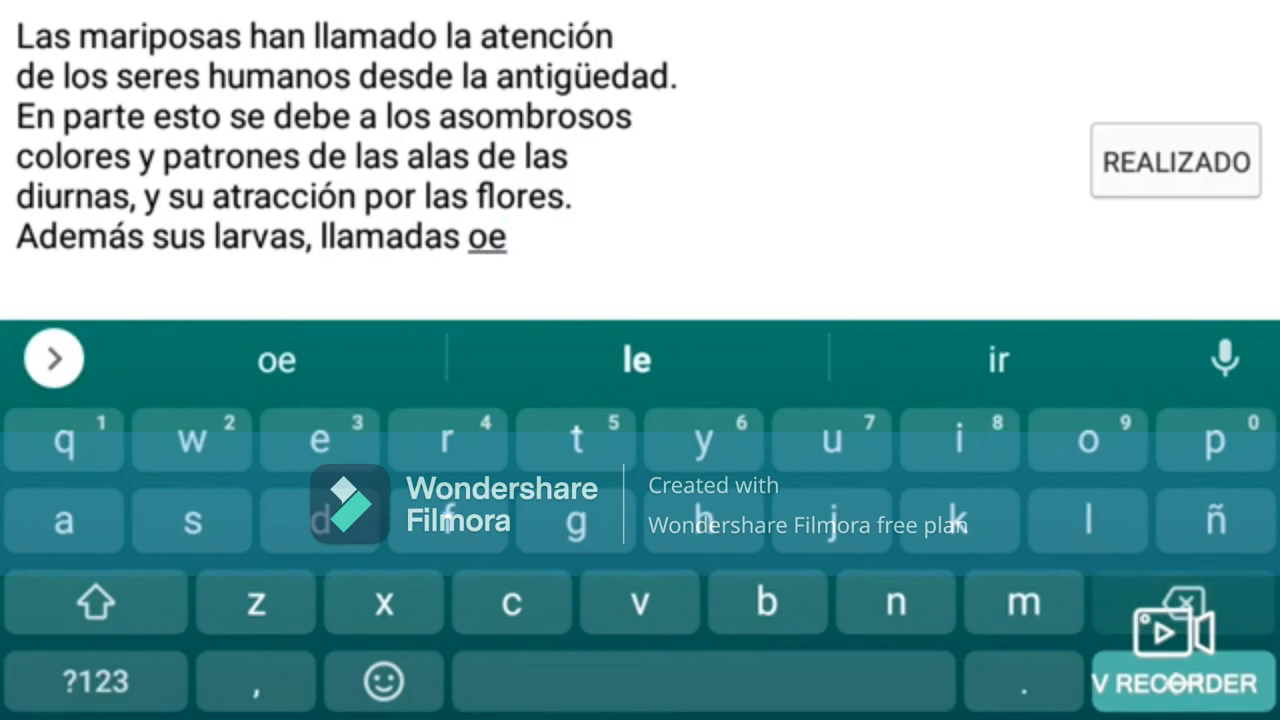 Las mariposas han llamado la atención
de los seres humanos desde la antigüedad.
En parte esto se debe a los asombrosos
colores y patrones de las alas de las
diurnas, y su atracción por las flores.
Además sus larvas, llamadas oe
REALIZADO
oe le ir
q 1 w 2 e 3 r 4 t 5 y 6 u 7 i 8 o 9 p 0
Wondershare
Filmora
Created with
Wondershare Filmora free plan
a s d f g h j k l ñ
z x c v b n m
?123 , .
V RECORDER